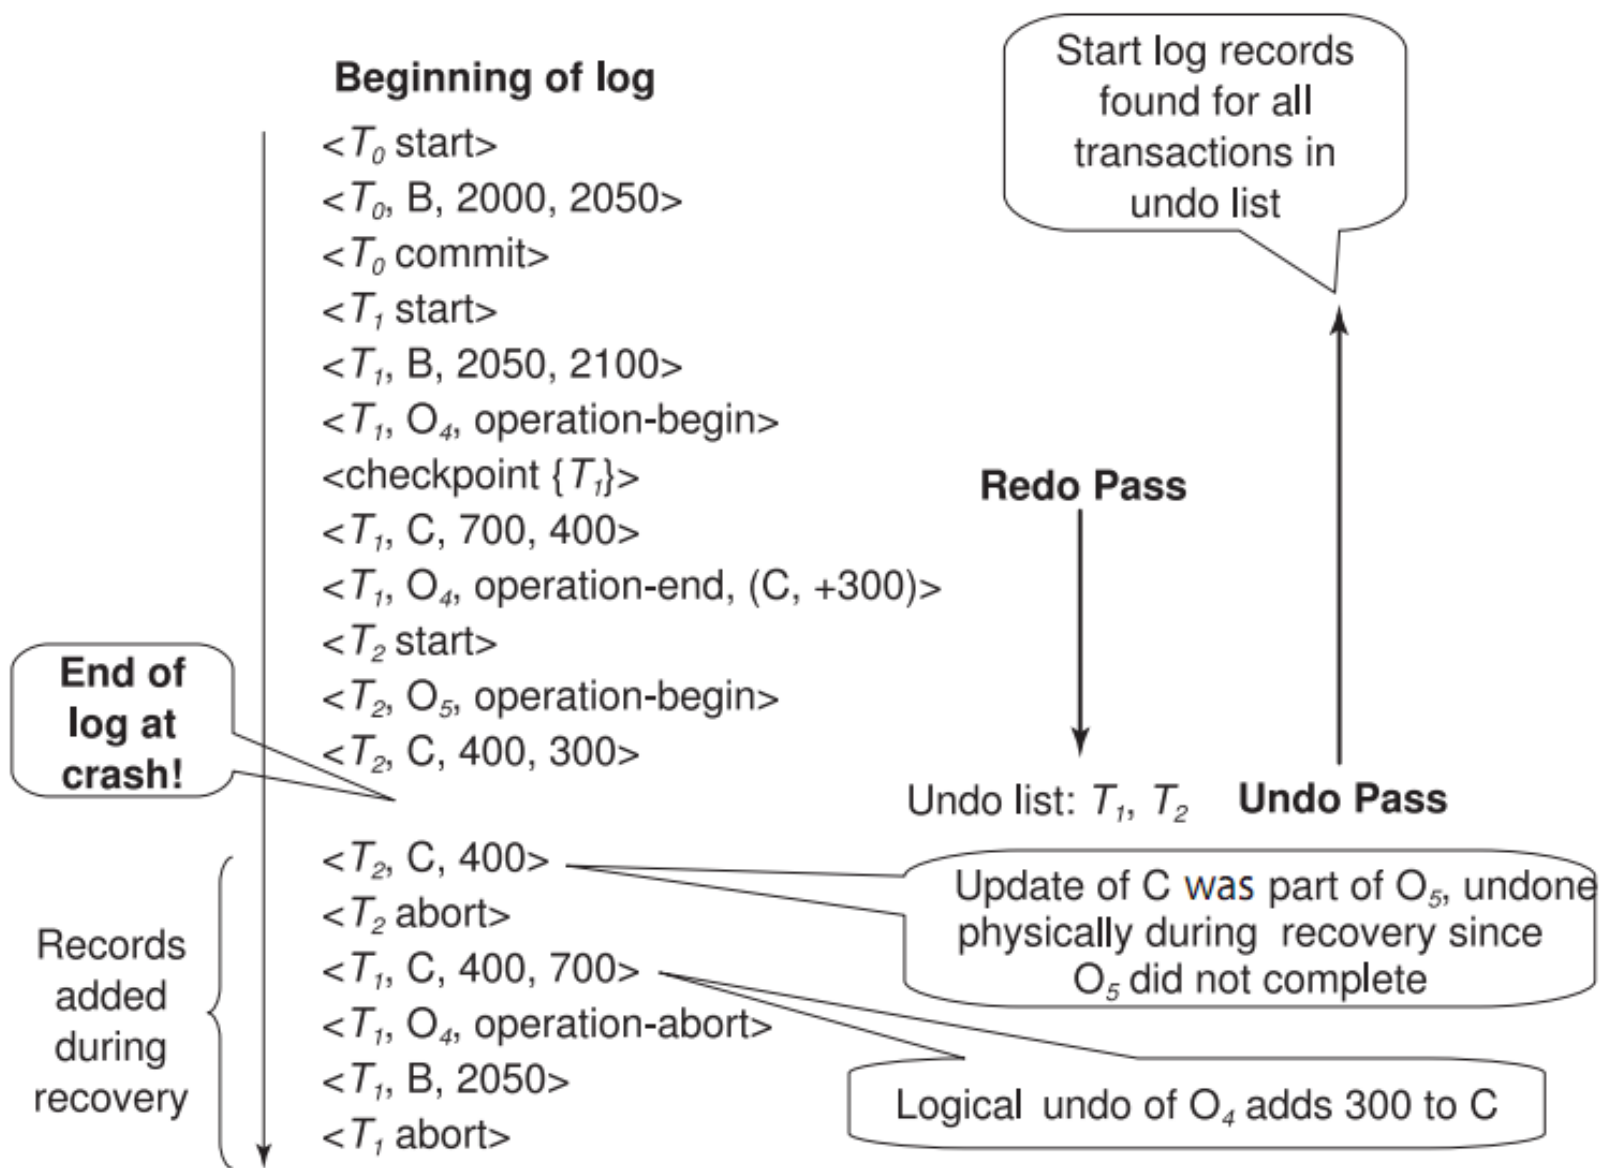 Beginning of log
<T0 start>
<T0, B, 2000, 2050>
<T0 commit>
<T1 start>
<T1, B, 2050, 2100>
<T1, O4, operation-begin>
<checkpoint {T1}>
<T1, C, 700, 400>
<T1, O4, operation-end, (C, +300)>
<T2 start>
<T2, O5, operation-begin>
<T2, C, 400, 300>
End of
log at
crash!
<T2, C, 400>
<T2 abort>
<T1, C, 400, 700>
<T1, O4, operation-abort>
<T1, B, 2050>
<T1 abort>
Records
added
during
recovery
Start log records
found for all
transactions in
undo list
Redo Pass
Undo list: T1, T2
Undo Pass
Update of C was part of O5, undone
physically during recovery since
O5 did not complete
Logical undo of O4 adds 300 to C